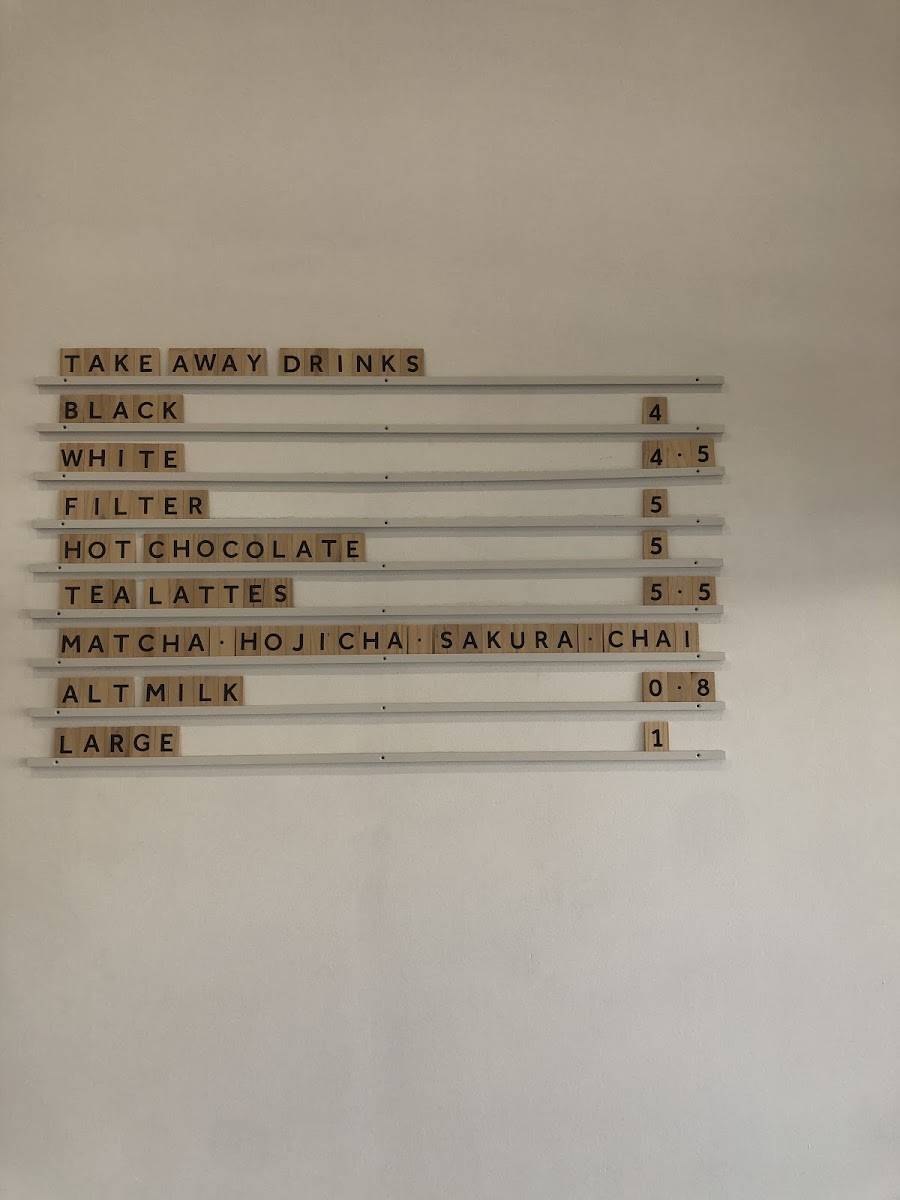 TAKE AWAY DRINKS
BLACK 4
WHITE 4·5
FILTER 5
HOT CHOCOLATE 5
TEA LATTES 5·5
MATCHA·HOJICHA·SAKURA·CHAI
ALT MILK 0·8
LARGE 1